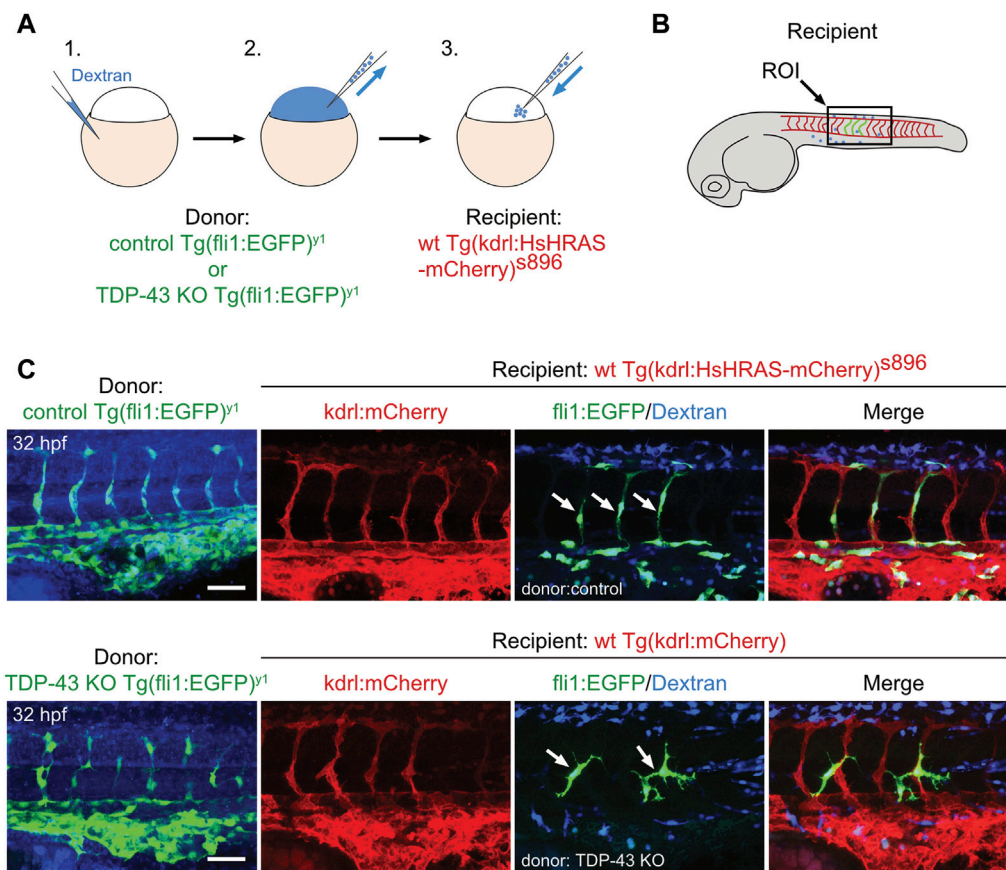 A
1.
2.
3.
Dextran
Donor:
control Tg(fli1:EGFP)y1
or
TDP-43 KO Tg(fli1:EGFP)y1
Recipient:
wt Tg(kdrl:HsHRAS
-mCherry)s896
B
Recipient
ROI
C
Donor:
control Tg(fli1:EGFP)y1
Recipient: wt Tg(kdrl:HsHRAS-mCherry)s896
kdrl:mCherry
fli1:EGFP/Dextran
Merge
32 hpf
donor:control
Donor:
TDP-43 KO Tg(fli1:EGFP)y1
Recipient: wt Tg(kdrl:mCherry)
kdrl:mCherry
fli1:EGFP/Dextran
Merge
32 hpf
donor: TDP-43 KO